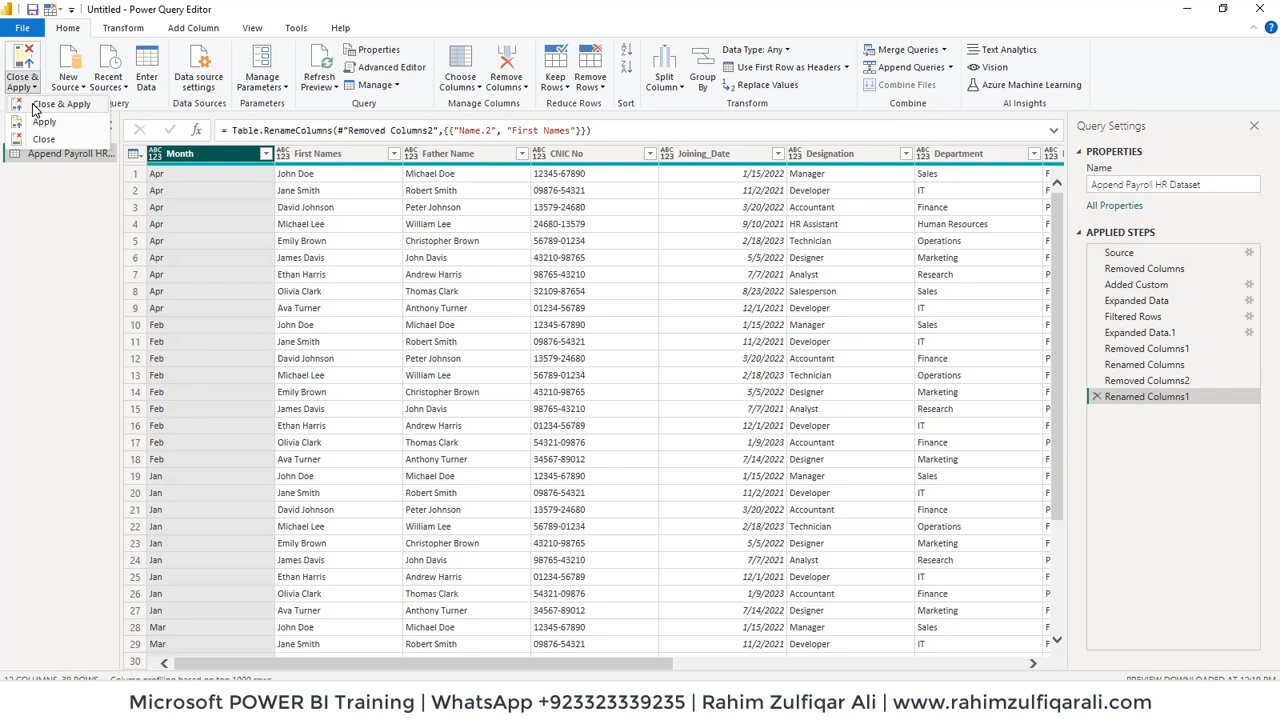 Untitled - Power Query Editor
File Home Transform Add Column View Tools Help
Close & Apply
New Source
Recent Sources
Enter Data
Data source settings
Manage Parameters
Refresh Preview
Properties
Advanced Editor
Manage
Choose Columns
Remove Columns
Keep Rows
Remove Rows
Split Column
Group By
Data Type: Any
Use First Row as Headers
Replace Values
Merge Queries
Append Queries
Combine Files
Text Analytics
Vision
Azure Machine Learning
Data Sources Parameters Query Manage Columns Reduce Rows Sort Transform Combine AI Insights
Close & Apply
Apply
Close
Append Payroll HR...
= Table.RenameColumns(#"Removed Columns2",{{"Name.2", "First Names"}})
Month First Names Father Name CNIC No Joining_Date Designation Department
1 Apr John Doe Michael Doe 12345-67890 1/15/2022 Manager Sales F
2 Apr Jane Smith Robert Smith 09876-54321 11/2/2021 Developer IT F
3 Apr David Johnson Peter Johnson 13579-24680 3/20/2022 Accountant Finance P
4 Apr Michael Lee William Lee 24680-13579 9/10/2021 HR Assistant Human Resources F
5 Apr Emily Brown Christopher Brown 56789-01234 2/18/2023 Technician Operations F
6 Apr James Davis John Davis 43210-98765 5/5/2022 Designer Marketing F
7 Apr Ethan Harris Andrew Harris 98765-43210 7/7/2021 Analyst Research P
8 Apr Olivia Clark Thomas Clark 32109-87654 8/23/2022 Salesperson Sales F
9 Apr Ava Turner Anthony Turner 01234-56789 12/1/2021 Developer IT F
10 Feb John Doe Michael Doe 12345-67890 1/15/2022 Manager Sales F
11 Feb Jane Smith Robert Smith 09876-54321 11/2/2021 Developer IT F
12 Feb David Johnson Peter Johnson 13579-24680 3/20/2022 Accountant Finance P
13 Feb Michael Lee William Lee 56789-01234 2/18/2023 Technician Operations F
14 Feb Emily Brown Christopher Brown 43210-98765 5/5/2022 Designer Marketing F
15 Feb James Davis John Davis 98765-43210 7/7/2021 Analyst Research P
16 Feb Ethan Harris Andrew Harris 01234-56789 12/1/2021 Developer IT F
17 Feb Olivia Clark Thomas Clark 54321-09876 1/9/2023 Accountant Finance F
18 Feb Ava Turner Anthony Turner 34567-89012 7/14/2022 Designer Marketing F
19 Jan John Doe Michael Doe 12345-67890 1/15/2022 Manager Sales F
20 Jan Jane Smith Robert Smith 09876-54321 11/2/2021 Developer IT F
21 Jan David Johnson Peter Johnson 13579-24680 3/20/2022 Accountant Finance P
22 Jan Michael Lee William Lee 56789-01234 2/18/2023 Technician Operations F
23 Jan Emily Brown Christopher Brown 43210-98765 5/5/2022 Designer Marketing F
24 Jan James Davis John Davis 98765-43210 7/7/2021 Analyst Research P
25 Jan Ethan Harris Andrew Harris 01234-56789 12/1/2021 Developer IT F
26 Jan Olivia Clark Thomas Clark 54321-09876 1/9/2023 Accountant Finance F
27 Jan Ava Turner Anthony Turner 34567-89012 7/14/2022 Designer Marketing F
28 Mar John Doe Michael Doe 12345-67890 1/15/2022 Manager Sales F
29 Mar Jane Smith Robert Smith 09876-54321 11/2/2021 Developer IT F
30
Query Settings
PROPERTIES
Name
Append Payroll HR Dataset
All Properties
APPLIED STEPS
Source
Removed Columns
Added Custom
Expanded Data
Filtered Rows
Expanded Data.1
Removed Columns1
Renamed Columns
Removed Columns2
Renamed Columns1
Microsoft POWER BI Training | WhatsApp +923323339235 | Rahim Zulfiqar Ali | www.rahimzulfiqarali.com